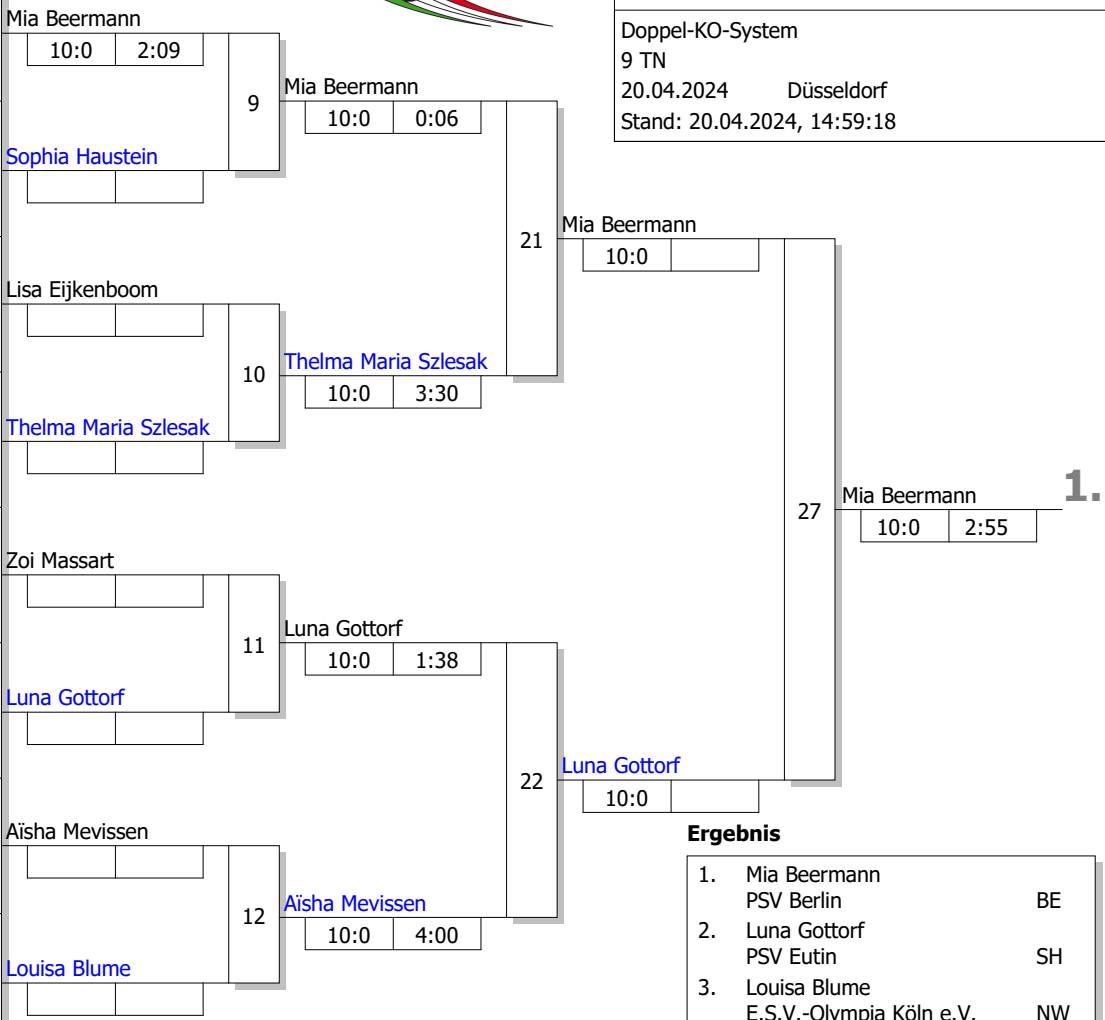 Mia Beermann
10:0 2:09
9
Sophia Haustein
Mia Beermann
10:0 0:06
Doppel-KO-System
9 TN
20.04.2024 Düsseldorf
Stand: 20.04.2024, 14:59:18
21
Mia Beermann
10:0
Lisa Eijkenboom
10
Thelma Maria Szlesak
10:0 3:30
Thelma Maria Szlesak
27
Mia Beermann
1.
10:0 2:55
Zoi Massart
11
Luna Gottorf
10:0 1:38
Luna Gottorf
22
Luna Gottorf
10:0
Aïsha Mevissen
12
Aïsha Mevissen
10:0 4:00
Louisa Blume
Ergebnis
1. Mia Beermann
PSV Berlin BE
2. Luna Gottorf
PSV Eutin SH
3. Louisa Blume
E.S.V.-Olympia Köln e.V. NW